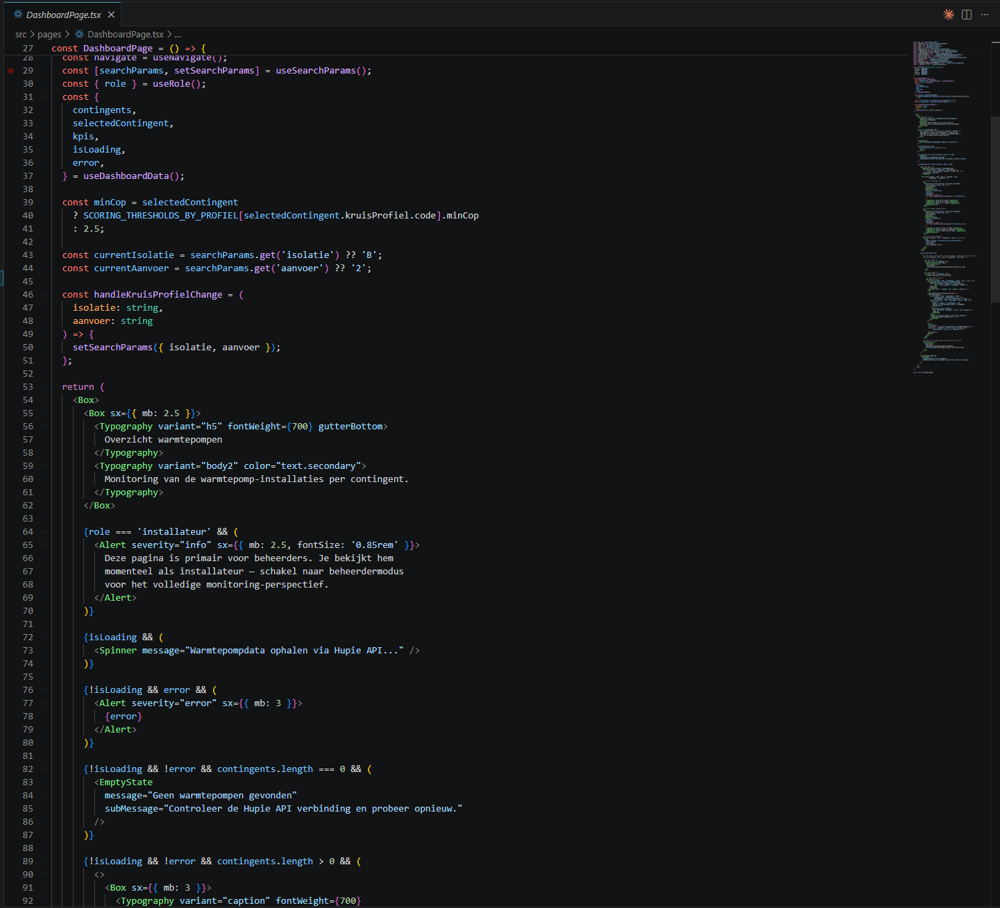 DashboardPage.tsx
src > pages > DashboardPage.tsx > ...
27 const DashboardPage = () => {
28 const navigate = useNavigate();
29 const [searchParams, setSearchParams] = useSearchParams();
30 const { role } = useRole();
31 const {
32 contingents,
33 selectedContingent,
34 kpis,
35 isLoading,
36 error,
37 } = useDashboardData();
38
39 const minCop = selectedContingent
40 ? SCORING_THRESHOLDS_BY_PROFIEL[selectedContingent.kruisProfiel.code].minCop
41 : 2.5;
42
43 const currentIsolatie = searchParams.get('isolatie') ?? 'B';
44 const currentAanvoer = searchParams.get('aanvoer') ?? '2';
45
46 const handleKruisProfielChange = (
47 isolatie: string,
48 aanvoer: string
49 ) => {
50 setSearchParams({ isolatie, aanvoer });
51 };
52
53 return (
54 <Box>
55 <Box sx={{ mb: 2.5 }}>
56 <Typography variant="h5" fontWeight={700} gutterBottom>
57 Overzicht warmtepompen
58 </Typography>
59 <Typography variant="body2" color="text.secondary">
60 Monitoring van de warmtepomp-installaties per contingent.
61 </Typography>
62 </Box>
63
64 {role === 'installateur' && (
65 <Alert severity="info" sx={{ mb: 2.5, fontSize: '0.85rem' }}>
66 Deze pagina is primair voor beheerders. Je bekijkt hem
67 momenteel als installateur — schakel naar beheerdermodus
68 voor het volledige monitoring-perspectief.
69 </Alert>
70 )}
71
72 {isLoading && (
73 <Spinner message="Warmtepompdata ophalen via Hupie API..." />
74 )}
75
76 {!isLoading && error && (
77 <Alert severity="error" sx={{ mb: 3 }}>
78 {error}
79 </Alert>
80 )}
81
82 {!isLoading && !error && contingents.length === 0 && (
83 <EmptyState
84 message="Geen warmtepompen gevonden"
85 subMessage="Controleer de Hupie API verbinding en probeer opnieuw."
86 />
87 )}
88
89 {!isLoading && !error && contingents.length > 0 && (
90 <>
91 <Box sx={{ mb: 3 }}>
92 <Typography variant="caption" fontWeight={700}